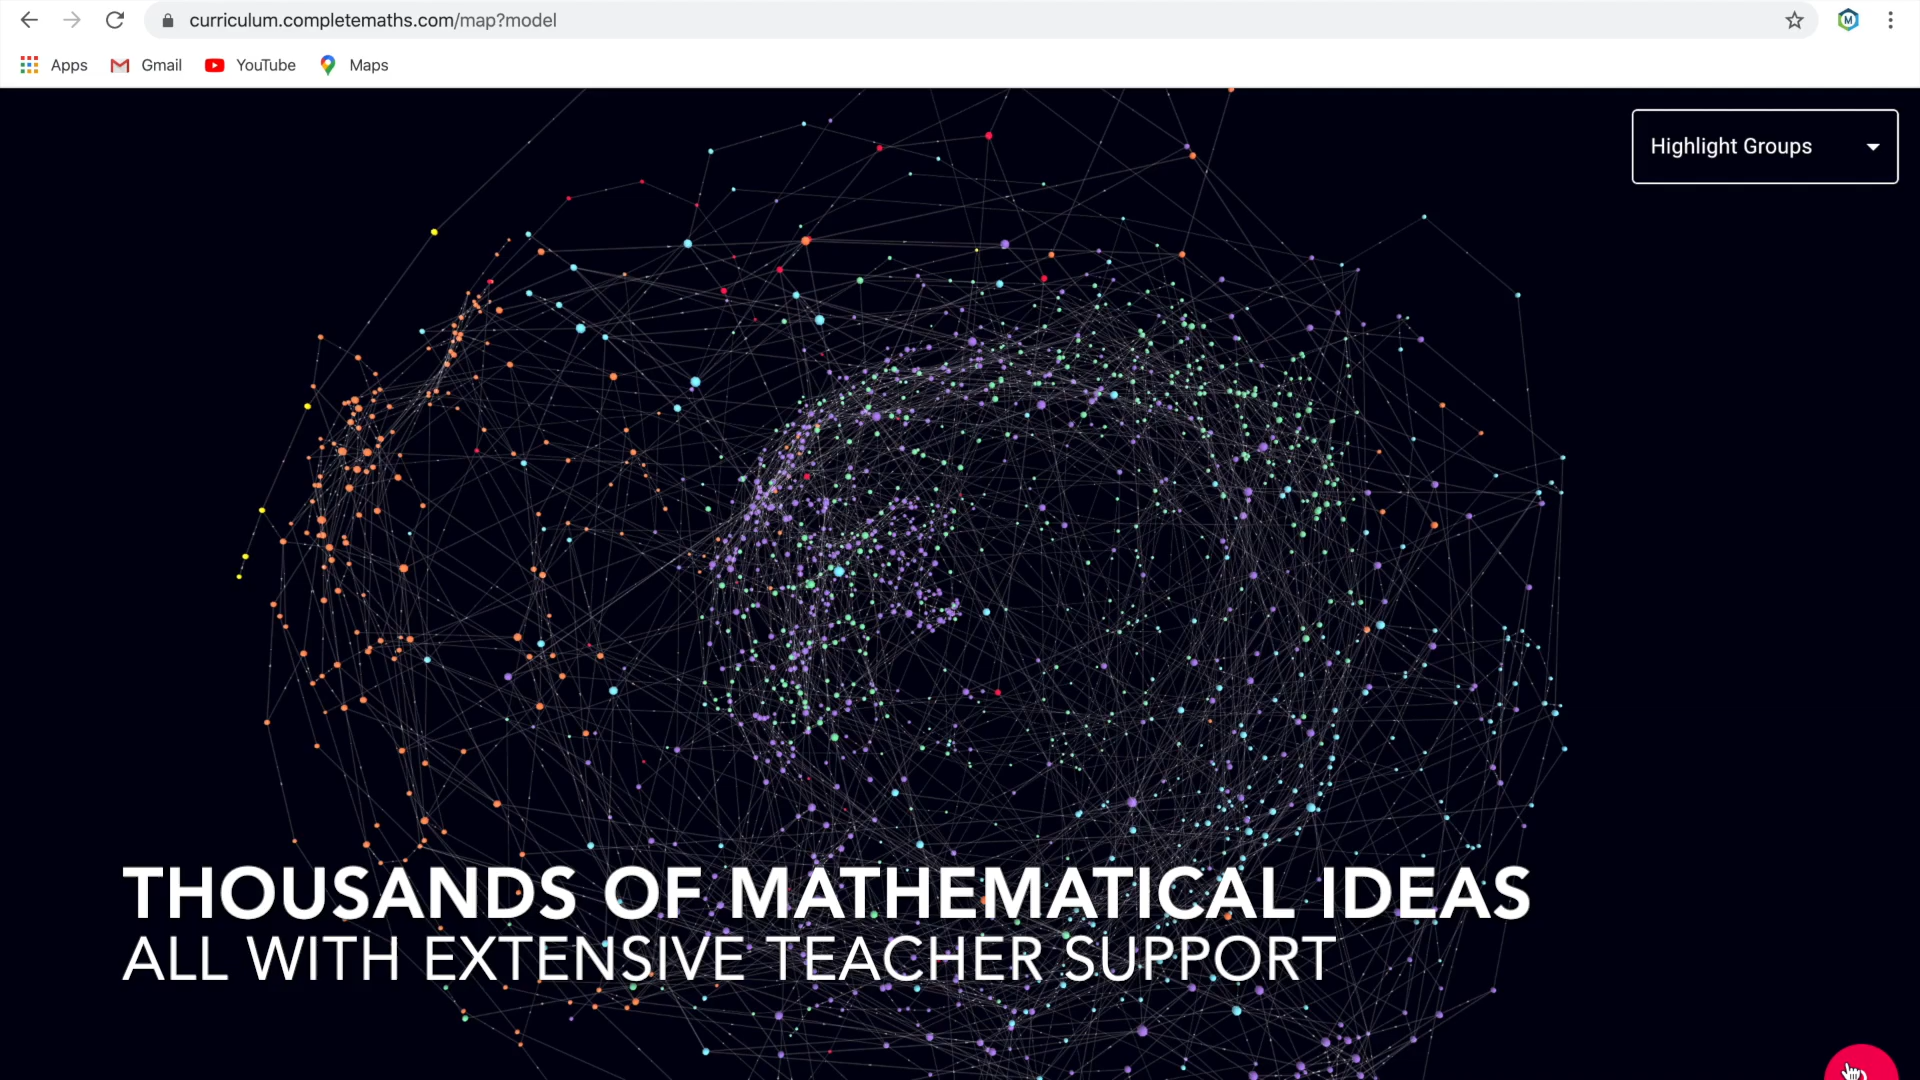 curriculum.completemaths.com/map?model
M
Apps Gmail YouTube Maps
Highlight Groups
THOUSANDS OF MATHEMATICAL IDEAS
ALL WITH EXTENSIVE TEACHER SUPPORT